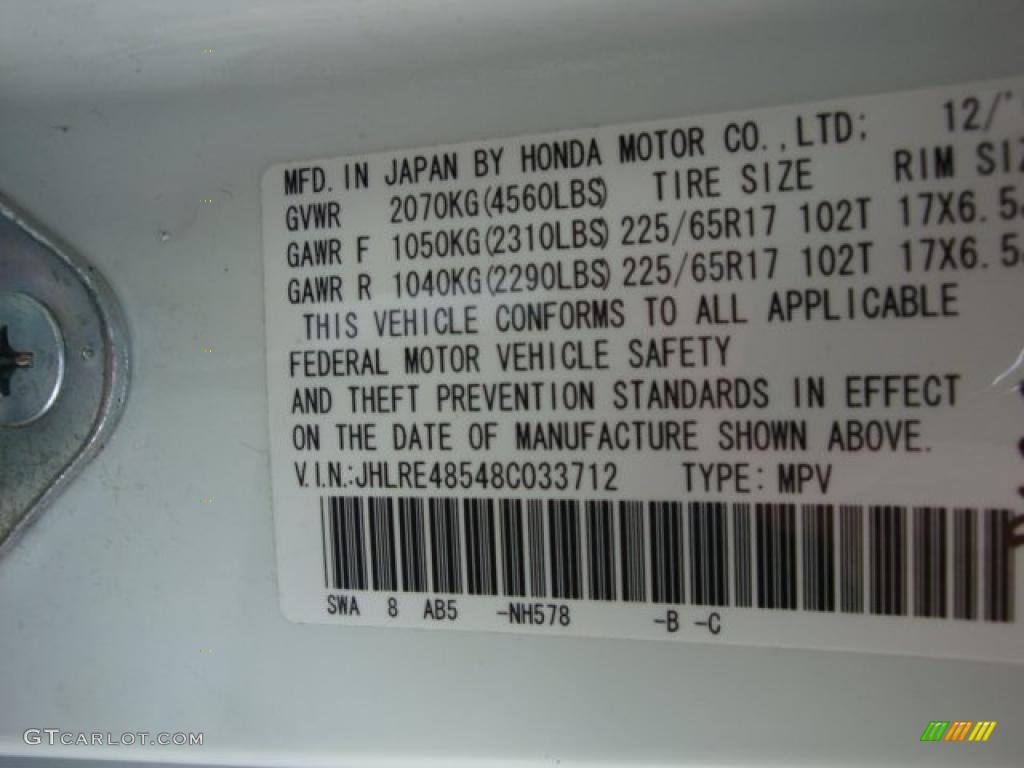 MFD. IN JAPAN BY HONDA MOTOR CO., LTD: 12/'
GVWR 2070KG(4560LBS) TIRE SIZE RIM SIZ
GAWR F 1050KG(2310LBS) 225/65R17 102T 17X6.5
GAWR R 1040KG(2290LBS) 225/65R17 102T 17X6.5
THIS VEHICLE CONFORMS TO ALL APPLICABLE
FEDERAL MOTOR VEHICLE SAFETY
AND THEFT PREVENTION STANDARDS IN EFFECT
ON THE DATE OF MANUFACTURE SHOWN ABOVE.
V.I.N.:JHLRE48548C033712 TYPE: MPV
SWA 8 AB5 -NH578 -B -C
GTCARLOT.COM